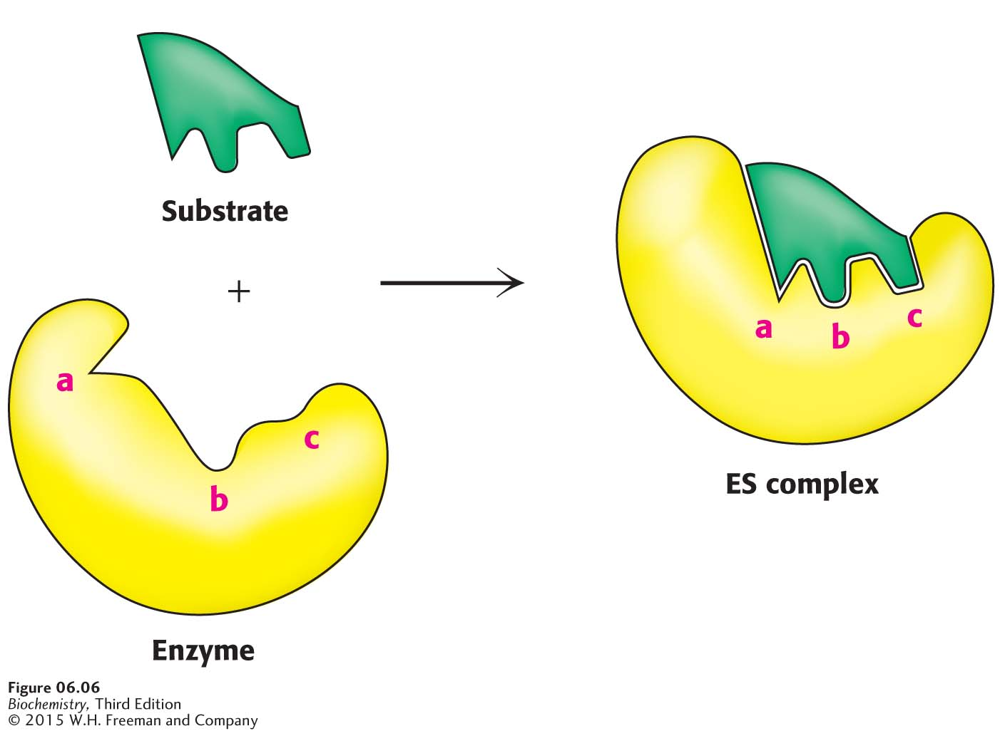 Substrate
+
a
b
c
Enzyme
a
b
c
ES complex
Figure 06.06
Biochemistry, Third Edition
© 2015 W.H. Freeman and Company